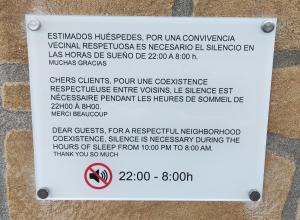 ESTIMADOS HUÉSPEDES, POR UNA CONVIVENCIA
VECINAL RESPETUOSA ES NECESARIO EL SILENCIO EN
LAS HORAS DE SUEÑO DE 22:00 A 8:00 h.
MUCHAS GRACIAS
CHERS CLIENTS, POUR UNE COEXISTENCE
RESPECTUEUSE ENTRE VOISINS, LE SILENCE EST
NÉCESSAIRE PENDANT LES HEURES DE SOMMEIL DE
22H00 À 8H00.
MERCI BEAUCOUP
DEAR GUESTS, FOR A RESPECTFUL NEIGHBORHOOD
COEXISTENCE, SILENCE IS NECESSARY DURING THE
HOURS OF SLEEP FROM 10:00 PM TO 8:00 AM.
THANK YOU SO MUCH
22:00 - 8:00h